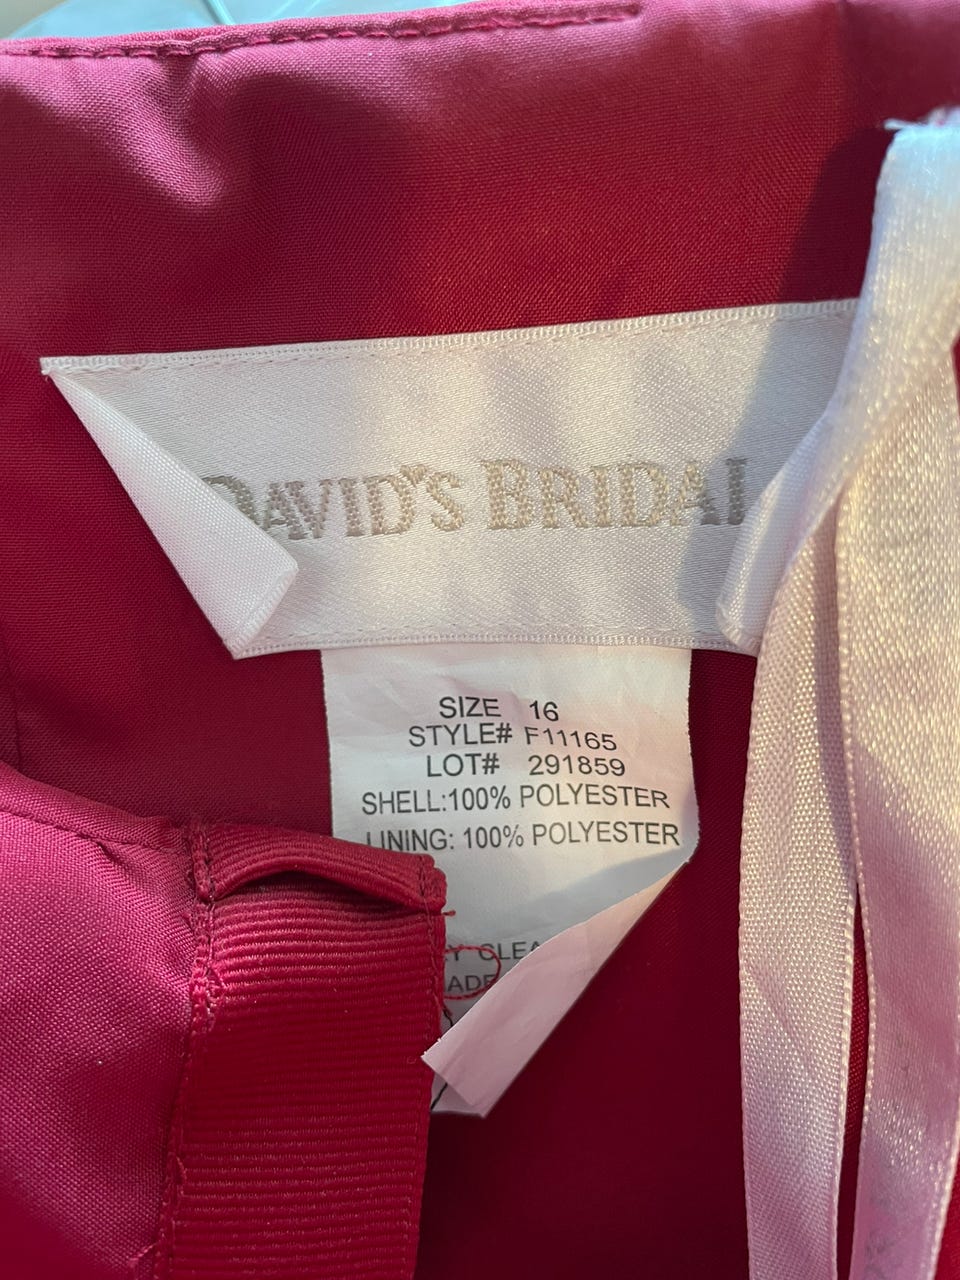 DAVID'S BRIDAL
SIZE 16
STYLE# F11165
LOT# 291859
SHELL:100% POLYESTER
LINING: 100% POLYESTER